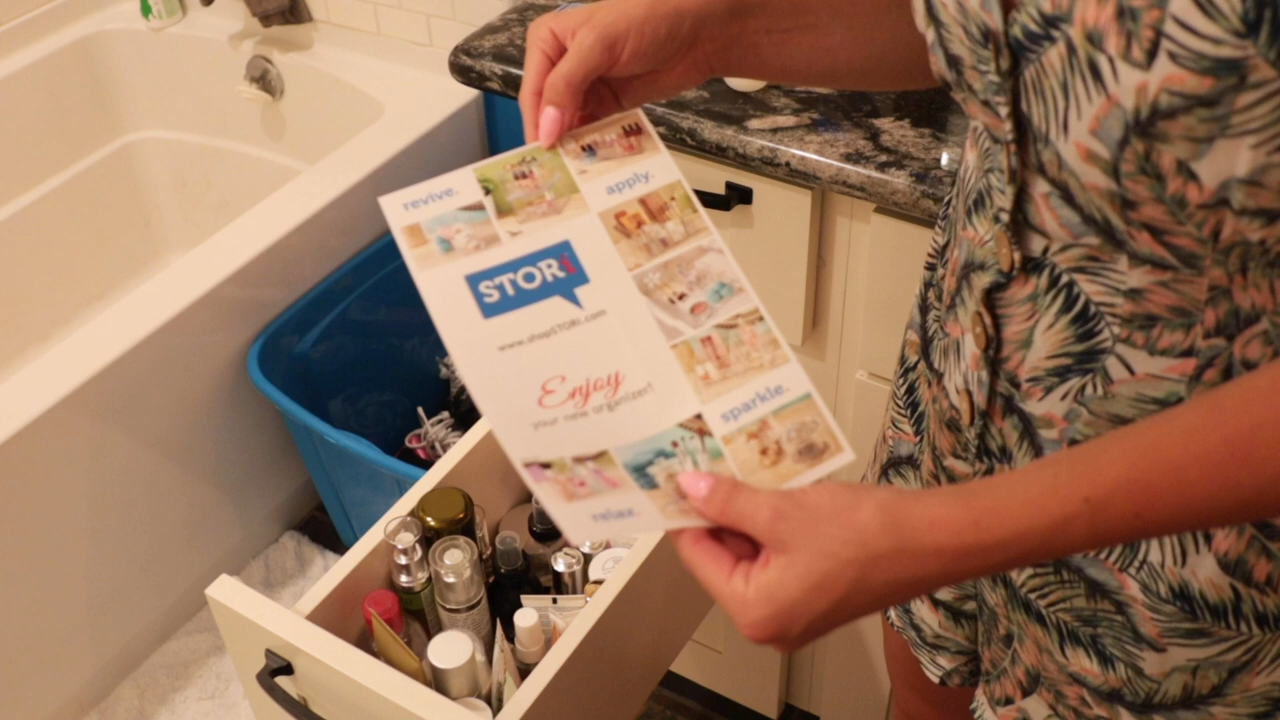 revive.
apply.
STORi
www.shopSTORi.com
Enjoy
your new organizer!
sparkle.
relax.